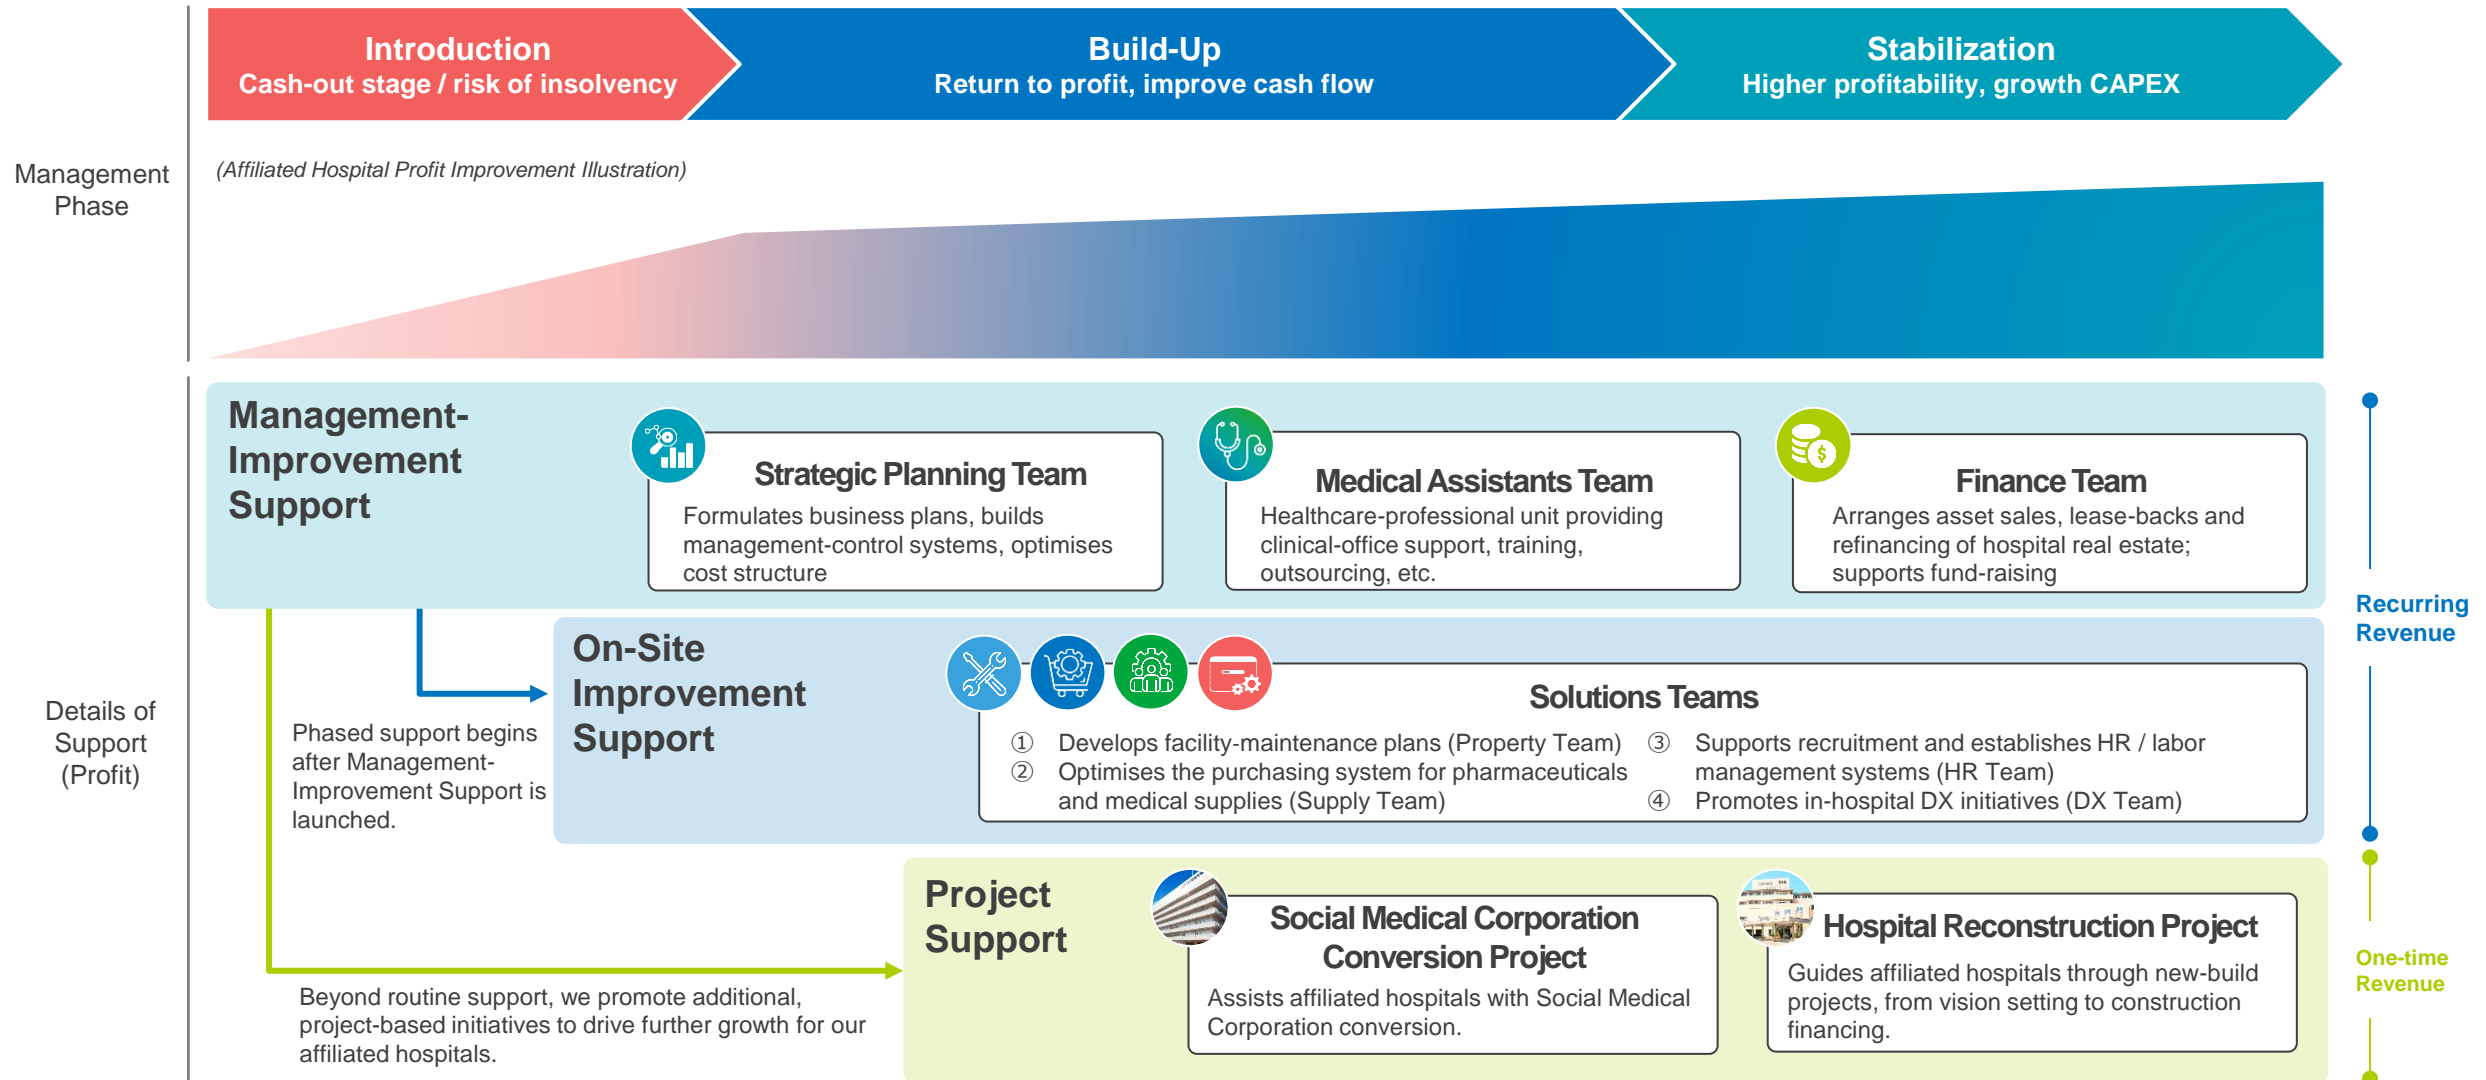 Introduction
Cash-out stage / risk of insolvency
Build-Up
Return to profit, improve cash flow
Stabilization
Higher profitability, growth CAPEX
Management
Phase
(Affiliated Hospital Profit Improvement Illustration)
Details of
Support
(Profit)
Management-
Improvement
Support
Strategic Planning Team
Formulates business plans, builds
management-control systems, optimises
cost structure
Medical Assistants Team
Healthcare-professional unit providing
clinical-office support, training,
outsourcing, etc.
Finance Team
Arranges asset sales, lease-backs and
refinancing of hospital real estate;
supports fund-raising
Recurring
Revenue
Phased support begins
after Management-
Improvement Support is
launched.
On-Site
Improvement
Support
Solutions Teams
① Develops facility-maintenance plans (Property Team)
② Optimises the purchasing system for pharmaceuticals
and medical supplies (Supply Team)
③ Supports recruitment and establishes HR / labor
management systems (HR Team)
④ Promotes in-hospital DX initiatives (DX Team)
Beyond routine support, we promote additional,
project-based initiatives to drive further growth for our
affiliated hospitals.
Project
Support
Social Medical Corporation
Conversion Project
Assists affiliated hospitals with Social Medical
Corporation conversion.
Hospital Reconstruction Project
Guides affiliated hospitals through new-build
projects, from vision setting to construction
financing.
One-time
Revenue